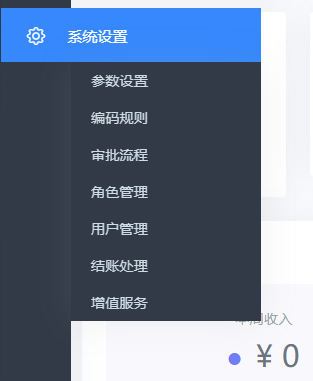 系统设置
参数设置
编码规则
审批流程
角色管理
用户管理
结账处理
增值服务
本周收入
¥ 0